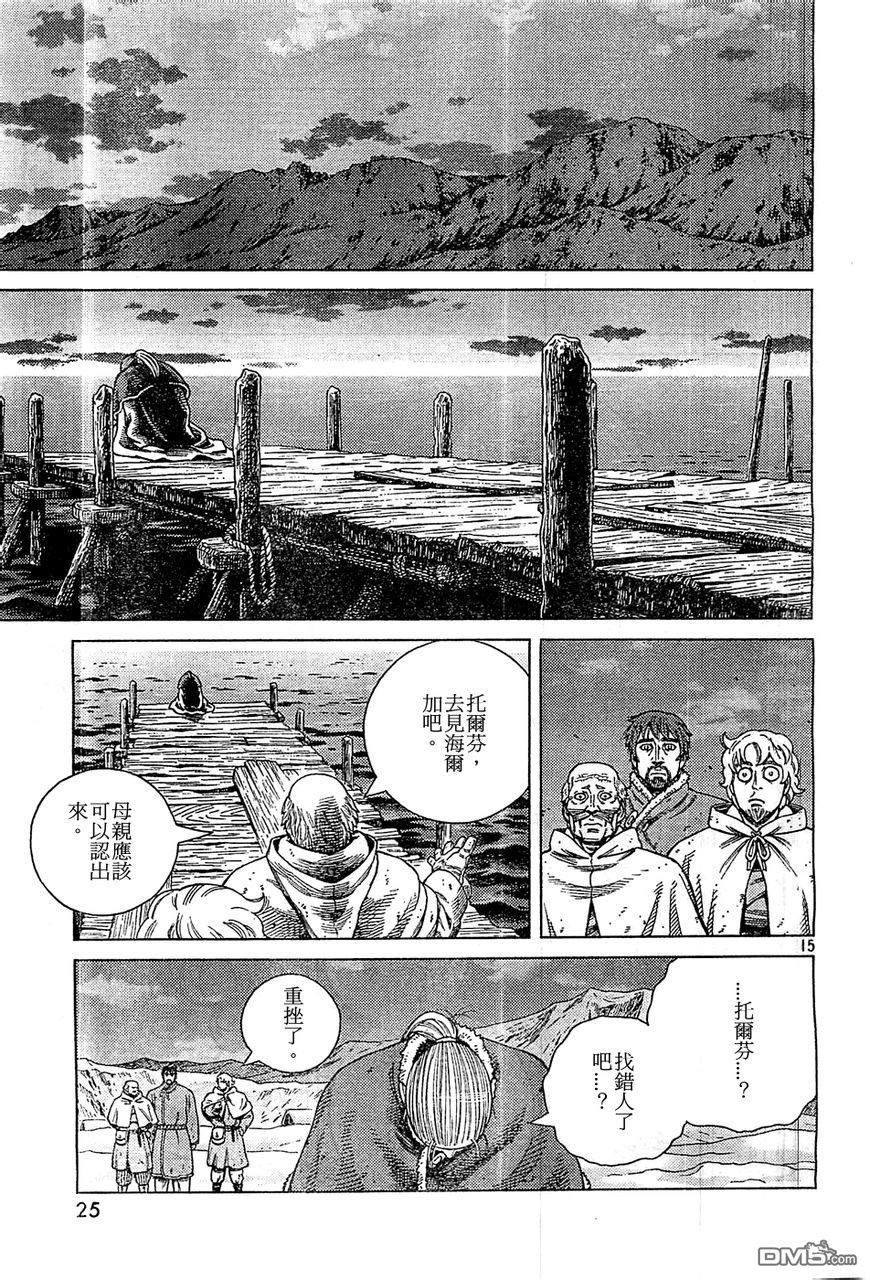 托爾芬，
去見海爾
加吧。
母親應該
可以認出
來。
15
……托爾芬……？
找錯人了
吧……？
重挫了。
25
DM5.com